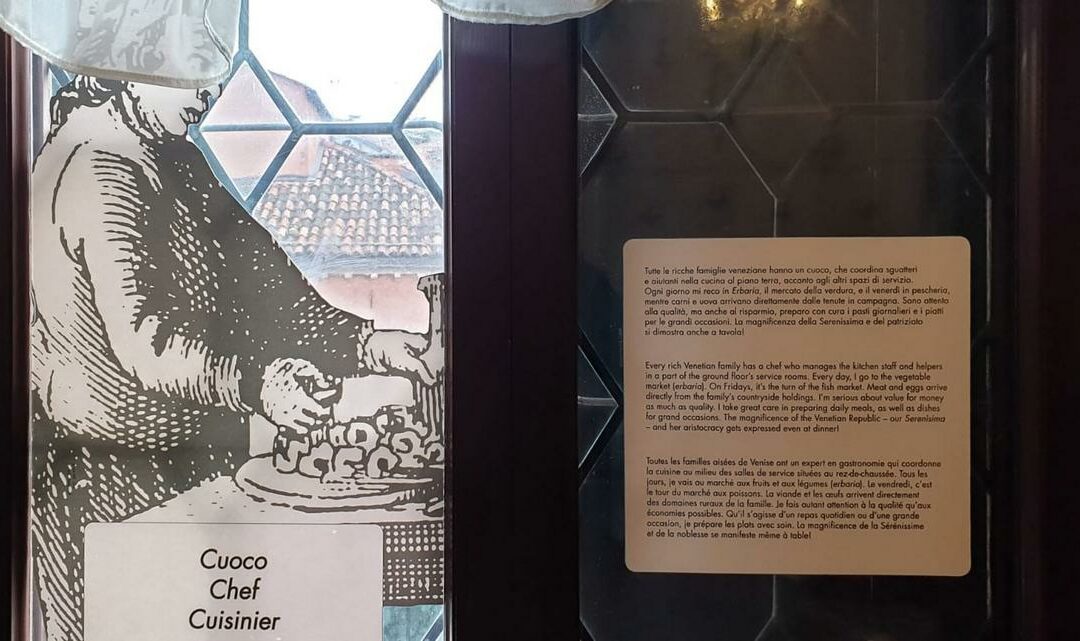 Cuoco
Chef
Cuisinier
Tutte le ricche famiglie veneziane hanno un cuoco, che coordina sguatteri
e aiutanti nella cucina al piano terra, accanto agli altri spazi di servizio.
Ogni giorno mi reco in Erbaria, il mercato della verdura, e il venerdì in pescheria,
mentre carni e uova arrivano direttamente dalle tenute in campagna. Sono attento
alla qualità, ma anche al risparmio, preparo con cura i pasti giornalieri e i piatti
per le grandi occasioni. La magnificenza della Serenissima e del patriziato
si dimostra anche a tavola!
Every rich Venetian family has a chef who manages the kitchen staff and helpers
in a part of the ground floor's service rooms. Every day, I go to the vegetable
market (erbaria). On Fridays, it's the turn of the fish market. Meat and eggs arrive
directly from the family's countryside holdings. I'm serious about value for money
as much as quality. I take great care in preparing daily meals, as well as dishes
for grand occasions. The magnificence of the Venetian Republic – our Serenisima
– and her aristocracy gets expressed even at dinner!
Toutes les familles aisées de Venise ont un expert en gastronomie qui coordonne
la cuisine au milieu des salles de service situées au rez-de-chaussée. Tous les
jours, je vais au marché aux fruits et aux légumes (erbaria). Le vendredi, c'est
le tour du marché aux poissons. La viande et les œufs arrivent directement
des domaines ruraux de la famille. Je fais autant attention à la qualité qu'aux
économies possibles. Qu'il s'agisse d'un repas quotidien ou d'une grande
occasion, je prépare les plats avec soin. La magnificence de la Sérénissime
et de la noblesse se manifeste même à table!